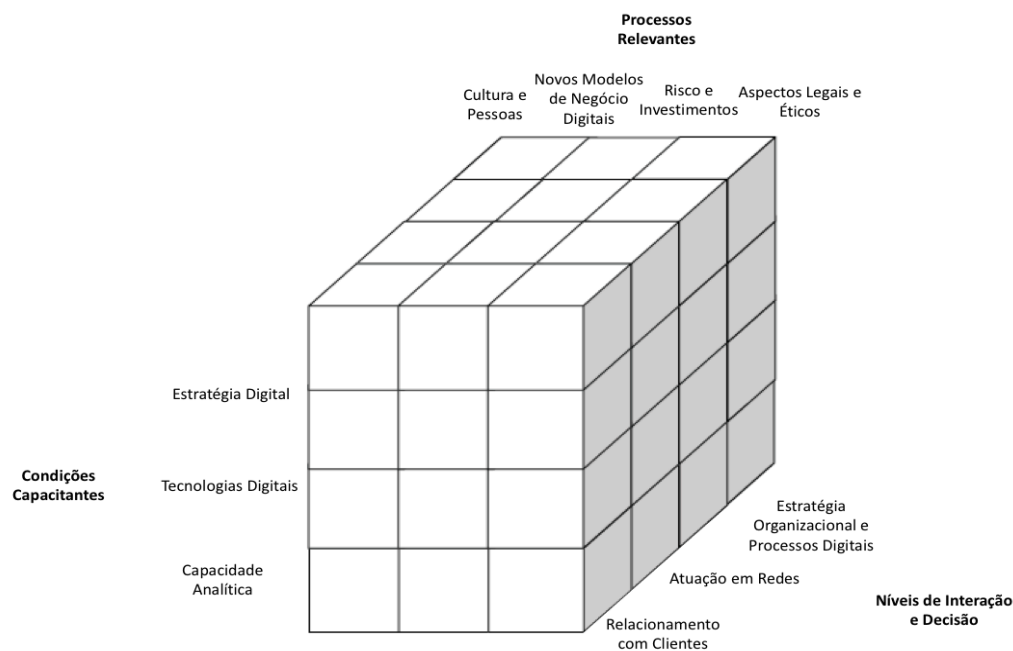 Processos
Relevantes
Cultura e
Pessoas
Novos Modelos
de Negócio
Digitais
Risco e
Investimentos
Aspectos Legais e
Éticos
Estratégia Digital
Condições
Capacitantes
Tecnologias Digitais
Capacidade
Analítica
Estratégia
Organizacional e
Processos Digitais
Atuação em Redes
Relacionamento
com Clientes
Níveis de Interação
e Decisão